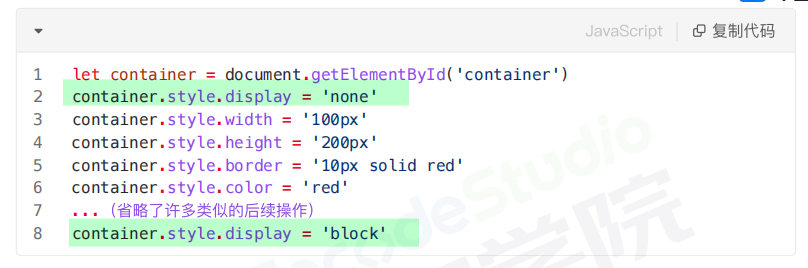 JavaScript 复制代码
1 let container = document.getElementById('container')
2 container.style.display = 'none'
3 container.style.width = '100px'
4 container.style.height = '200px'
5 container.style.border = '10px solid red'
6 container.style.color = 'red'
7 ... (省略了许多类似的后续操作)
8 container.style.display = 'block'
codeStudio
学院